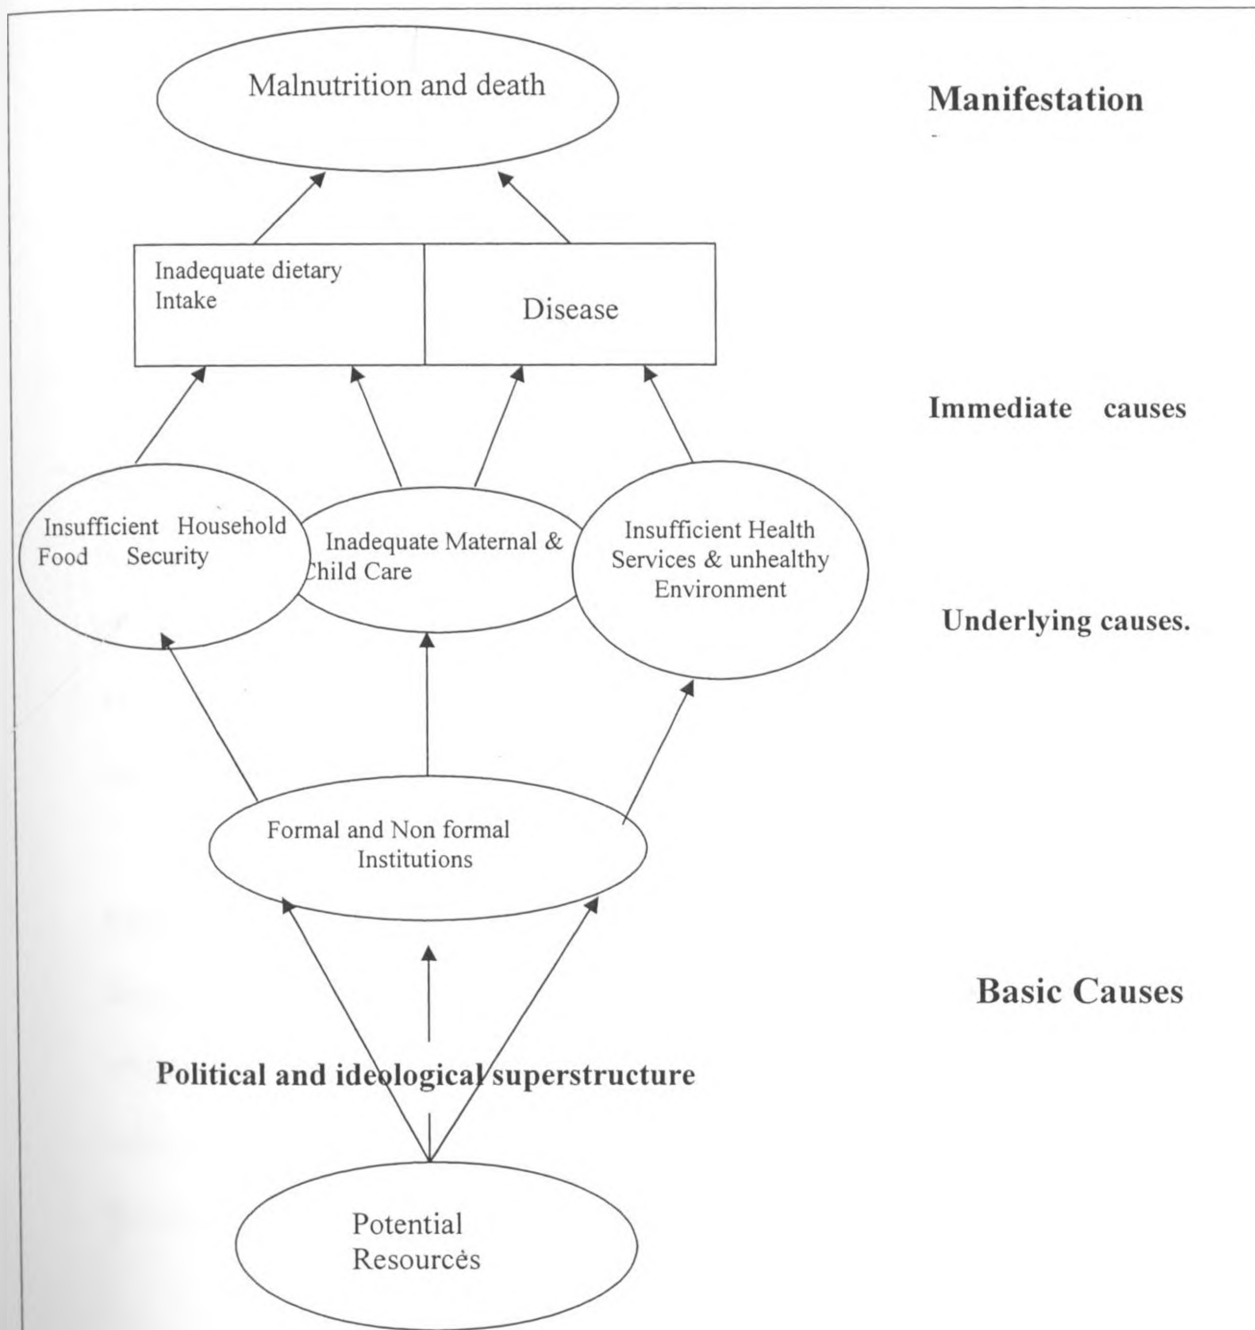 Malnutrition and death
Manifestation
Inadequate dietary
Intake
Disease
Immediate causes
Insufficient Household
Food Security
Inadequate Maternal &
Child Care
Insufficient Health
Services & unhealthy
Environment
Underlying causes.
Formal and Non formal
Institutions
Basic Causes
Political and ideological superstructure
Potential
Resources